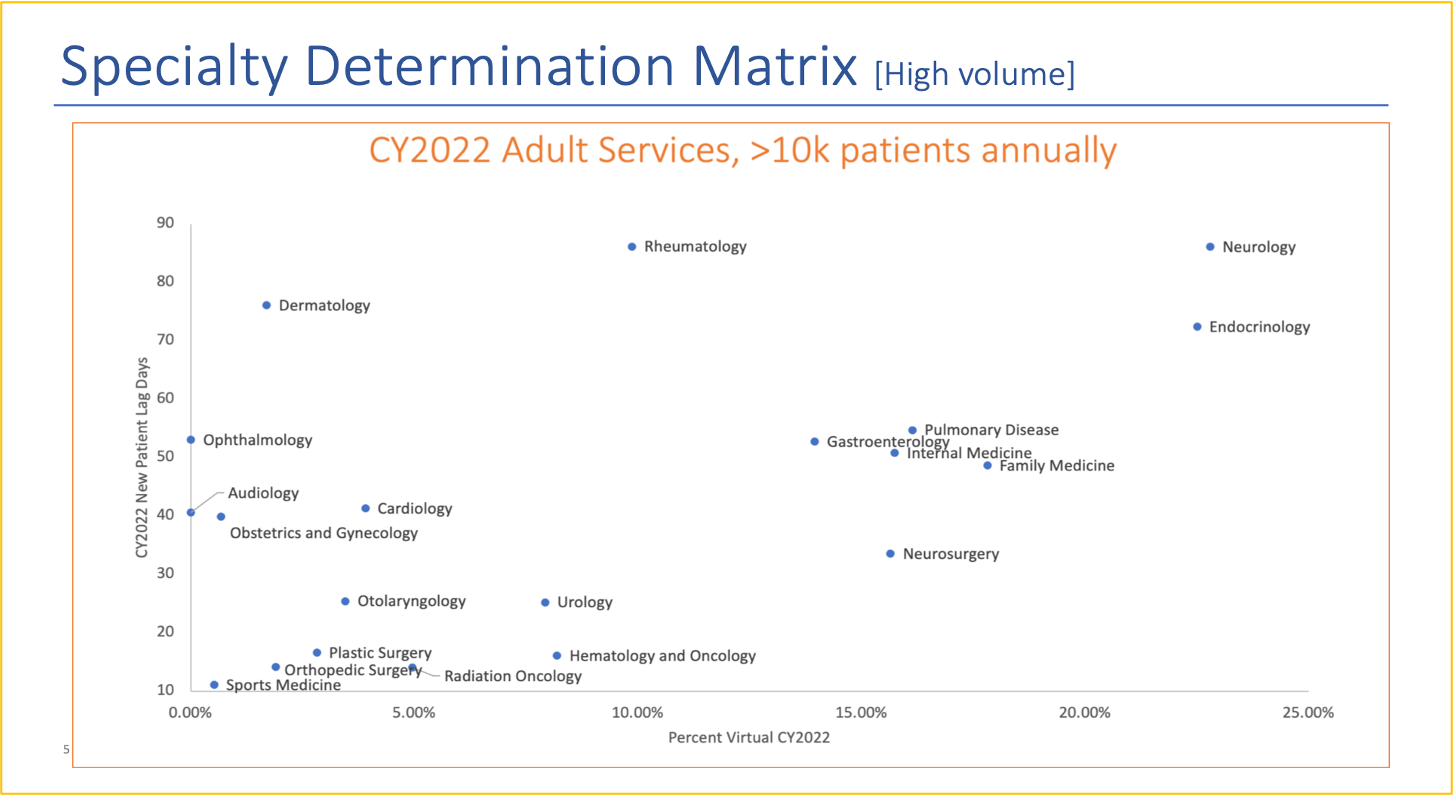 Specialty Determination Matrix [High volume]
CY2022 Adult Services, >10k patients annually
90
80
70
60
50
40
30
20
10
CY2022 New Patient Lag Days
Rheumatology
Neurology
Dermatology
Endocrinology
Ophthalmology
Pulmonary Disease
Gastroenterology
Internal Medicine
Family Medicine
Audiology
Cardiology
Obstetrics and Gynecology
Neurosurgery
Otolaryngology
Urology
Plastic Surgery
Hematology and Oncology
Orthopedic Surgery
Radiation Oncology
Sports Medicine
0.00%
5.00%
10.00%
15.00%
20.00%
25.00%
Percent Virtual CY2022
5